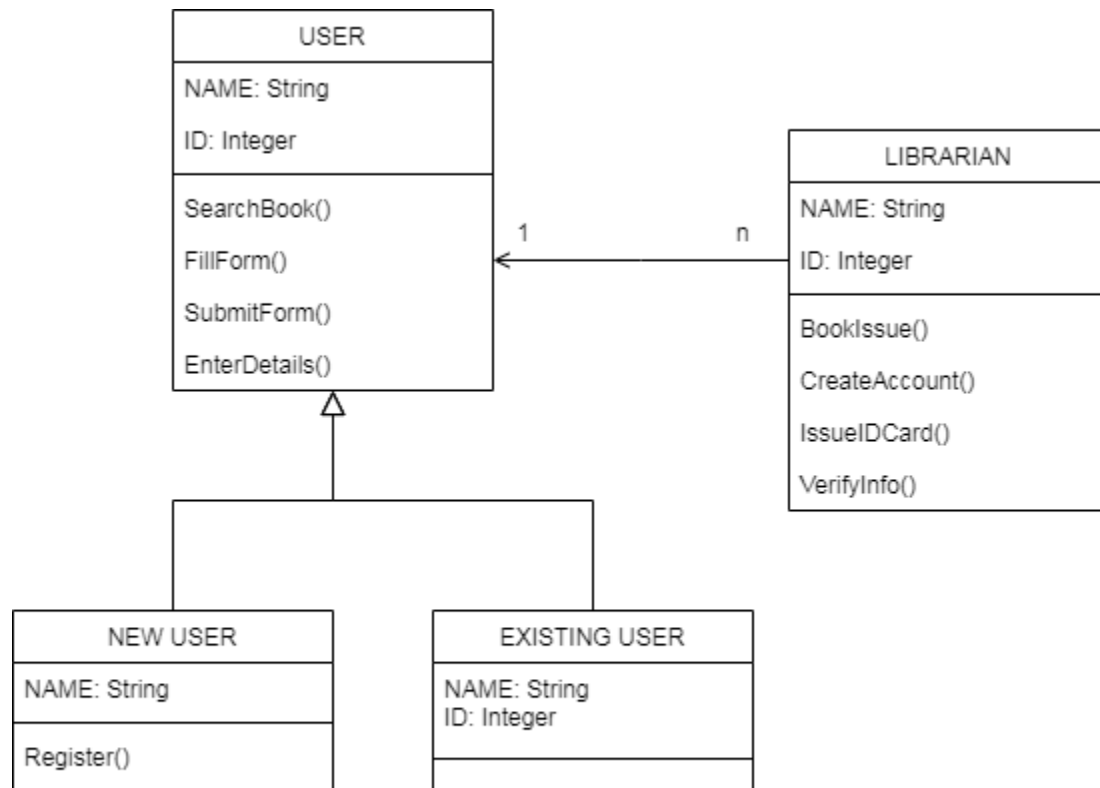 USER
NAME: String
ID: Integer
SearchBook()
FillForm()
SubmitForm()
EnterDetails()
1
n
LIBRARIAN
NAME: String
ID: Integer
BookIssue()
CreateAccount()
IssueIDCard()
VerifyInfo()
NEW USER
NAME: String
Register()
EXISTING USER
NAME: String
ID: Integer